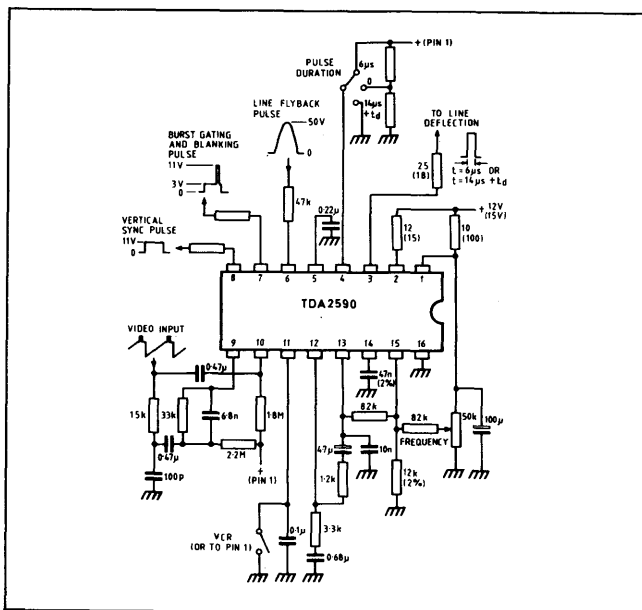 +(PIN 1)
PULSE
DURATION
6µs
0
14µs
+td
LINE FLYBACK
PULSE
50V
0
TO LINE
DEFLECTION
t=6µs OR
t=14µs + td
BURST GATING
AND BLANKING
PULSE
11V
3V
0
47k
0·22µ
25
(18)
+ 12V
(15V)
12
(15)
10
(100)
VERTICAL
SYNC PULSE
11V
0
8
7
6
5
4
3
2
1
TDA2590
9
10
11
12
13
14
15
16
VIDEO INPUT
0·47µ
15k
33k
6·8n
1·8M
0·47µ
2·2M
100p
+
(PIN 1)
47n
(2%)
82k
82k
FREQUENCY
50k
100µ
4·7µ
10n
1·2k
12k
(2%)
VCR
(OR TO PIN 1)
0·1µ
3·3k
0·68µ